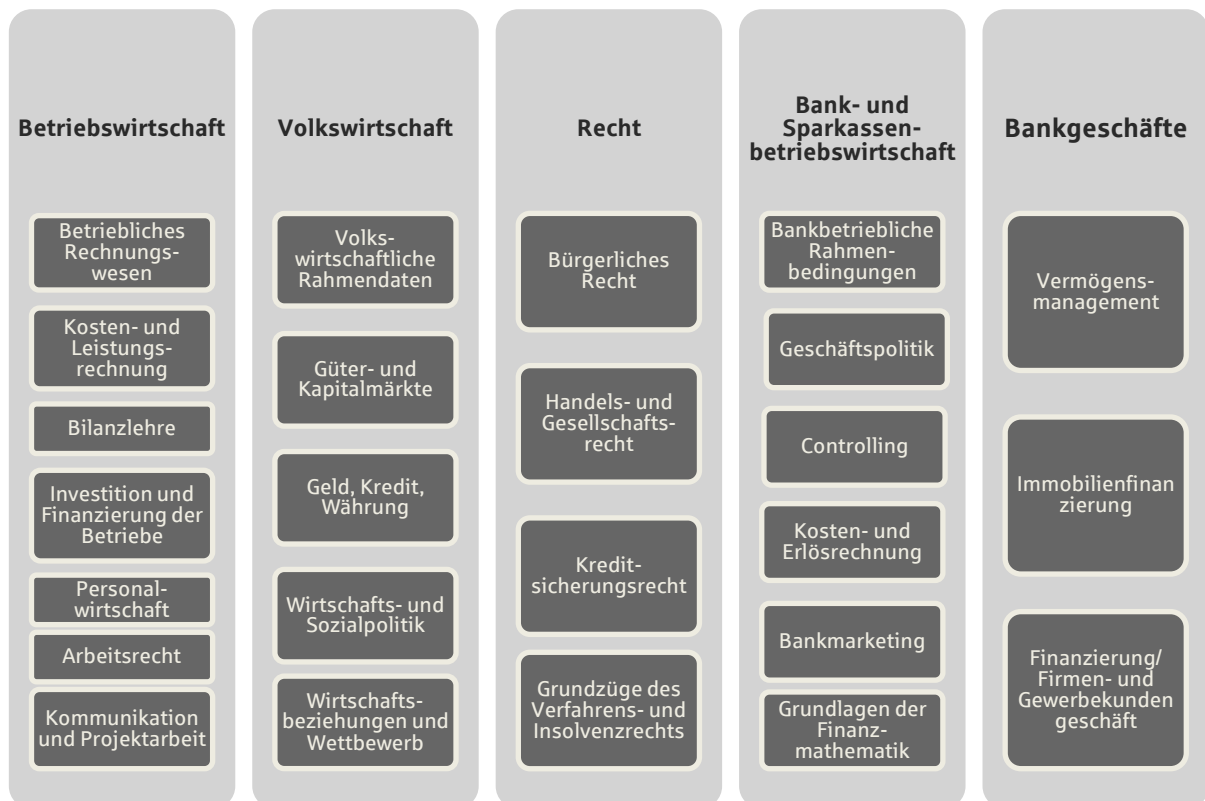 Betriebswirtschaft
Betriebliches
Rechnungs-
wesen
Kosten- und
Leistungs-
rechnung
Bilanzlehre
Investition und
Finanzierung der
Betriebe
Personal-
wirtschaft
Arbeitsrecht
Kommunikation
und Projektarbeit
Volkswirtschaft
Volks-
wirtschaftliche
Rahmendaten
Güter- und
Kapitalmärkte
Geld, Kredit,
Währung
Wirtschafts- und
Sozialpolitik
Wirtschafts-
beziehungen und
Wettbewerb
Recht
Bürgerliches
Recht
Handels- und
Gesellschafts-
recht
Kredit-
sicherungsrecht
Grundzüge des
Verfahrens- und
Insolvenzrechts
Bank- und
Sparkassen-
betriebswirtschaft
Bankbetriebliche
Rahmen-
bedingungen
Geschäftspolitik
Controlling
Kosten- und
Erlösrechnung
Bankmarketing
Grundlagen der
Finanz-
mathematik
Bankgeschäfte
Vermögens-
management
Immobilienfinan
zierung
Finanzierung/
Firmen- und
Gewerbekunden
geschäft